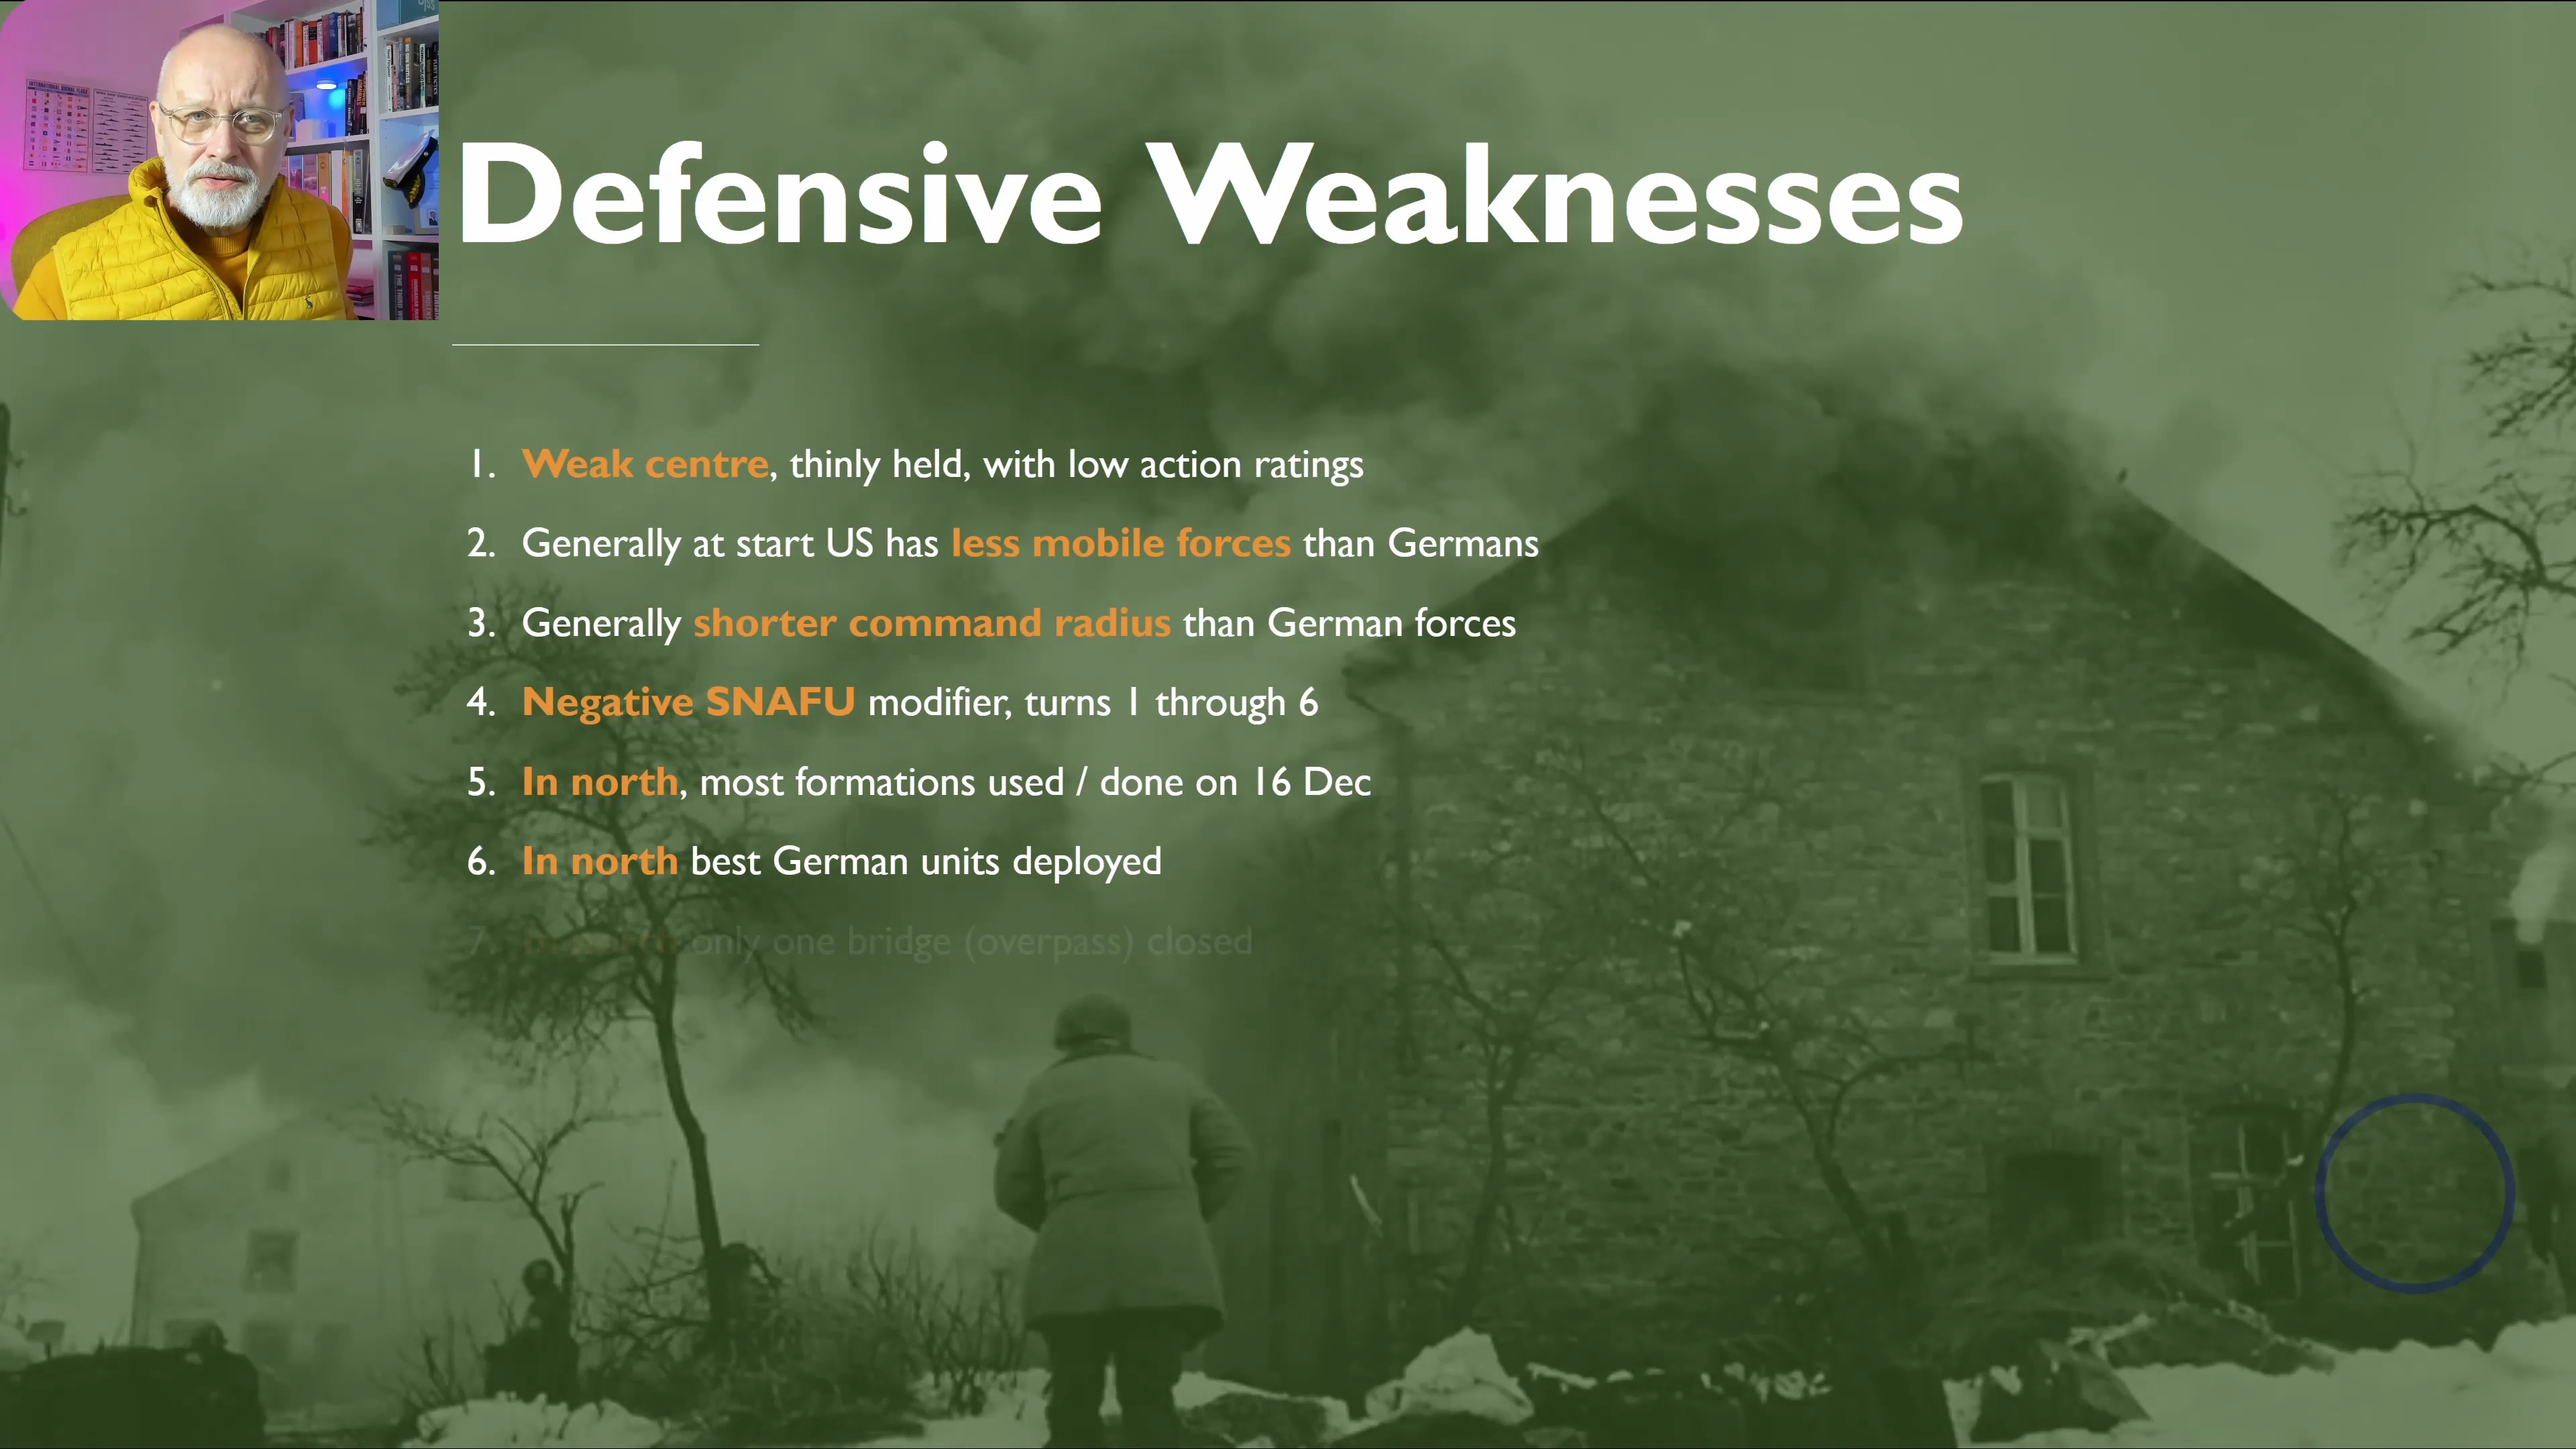 Defensive Weaknesses
1. Weak centre, thinly held, with low action ratings
2. Generally at start US has less mobile forces than Germans
3. Generally shorter command radius than German forces
4. Negative SNAFU modifier, turns 1 through 6
5. In north, most formations used / done on 16 Dec
6. In north best German units deployed
7. In north only one bridge (overpass) closed